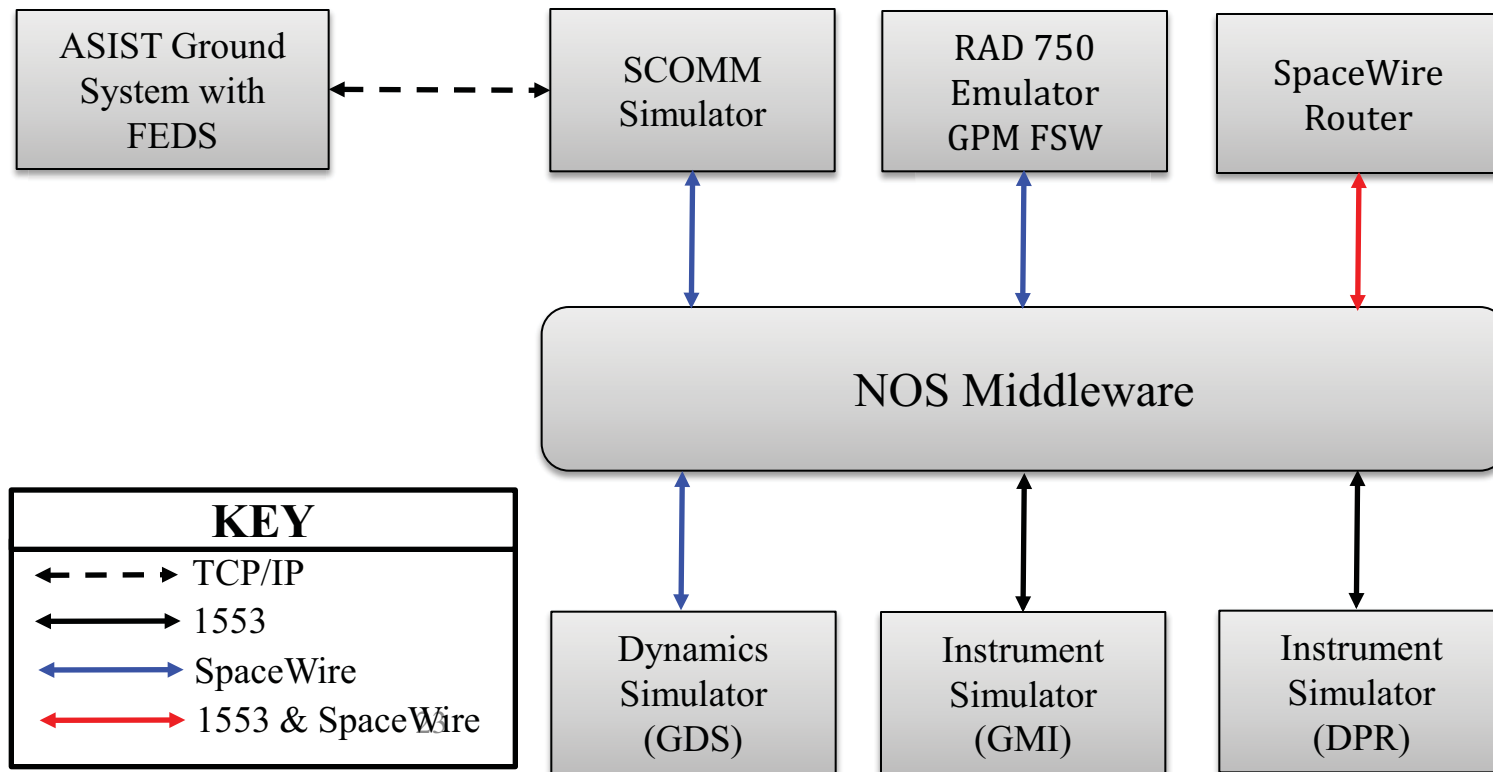 ASIST Ground
System with
FEDS
SCOMM
Simulator
RAD 750
Emulator
GPM FSW
SpaceWire
Router
NOS Middleware
KEY
TCP/IP
1553
SpaceWire
1553 & SpaceWire
23
Dynamics
Simulator
(GDS)
Instrument
Simulator
(GMI)
Instrument
Simulator
(DPR)